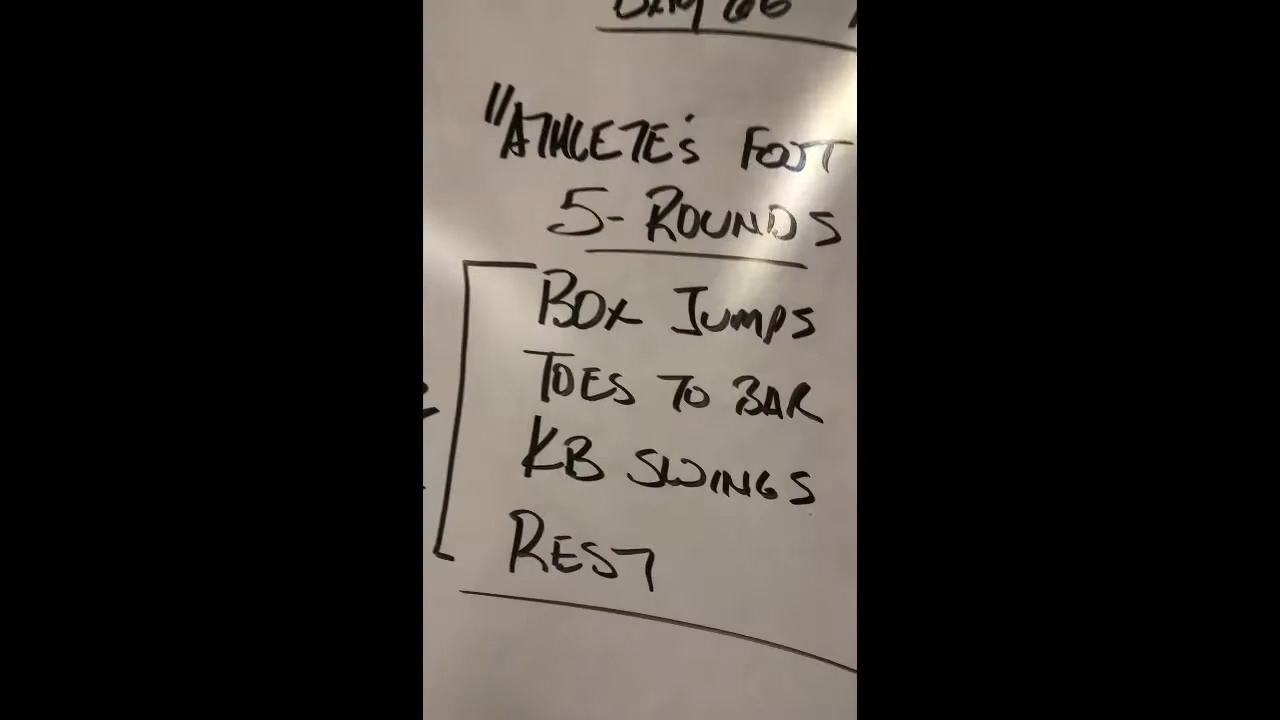 "ATHLETE'S FOOT
5-ROUNDS
BOX JUMPS
TOES TO BAR
KB SWINGS
REST